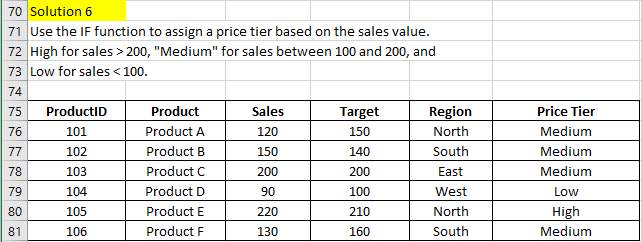 70 Solution 6
71 Use the IF function to assign a price tier based on the sales value.
72 High for sales > 200, "Medium" for sales between 100 and 200, and
73 Low for sales < 100.
74
75 ProductID Product Sales Target Region Price Tier
76 101 Product A 120 150 North Medium
77 102 Product B 150 140 South Medium
78 103 Product C 200 200 East Medium
79 104 Product D 90 100 West Low
80 105 Product E 220 210 North High
81 106 Product F 130 160 South Medium